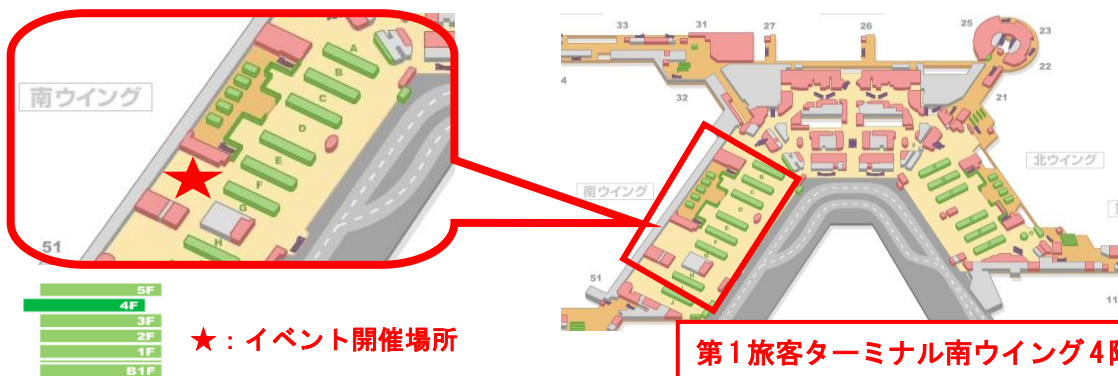 南ウイング
A
B
C
D
E
F
G
H
51
5F
4F
3F
2F
1F
B1F
★：イベント開催場所
33
31
27
26
25
23
22
21
32
4
南ウイング
北ウイング
B
C
D
E
F
G
H
J
51
11
第1旅客ターミナル南ウイング4階